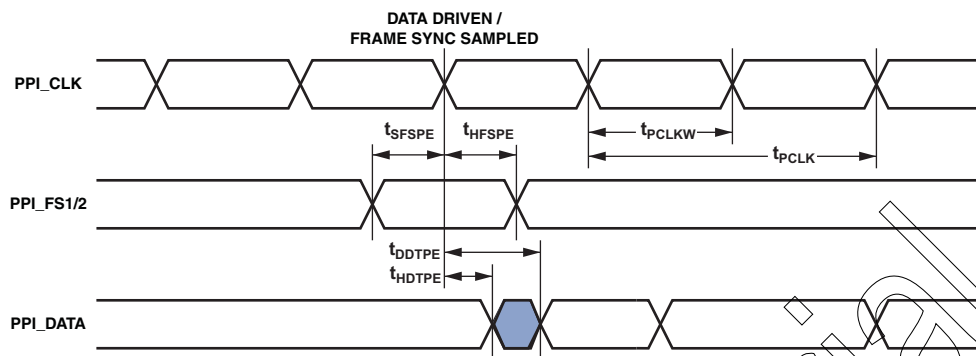 DATA DRIVEN /
FRAME SYNC SAMPLED
PPI_CLK
tSFSPE
tHFSPE
tPCLKW
tPCLK
PPI_FS1/2
tDDTPE
tHDTPE
PPI_DATA